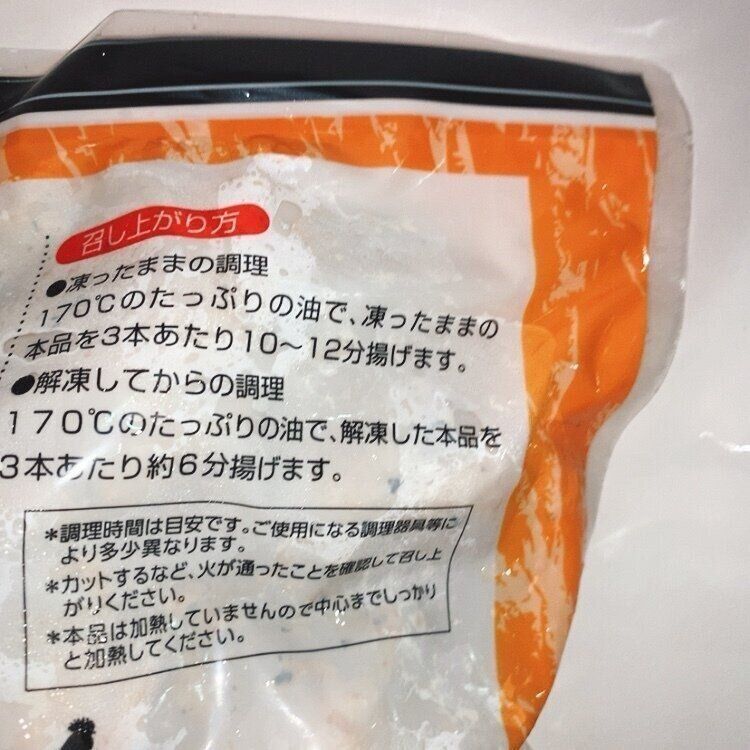 召し上がり方
●凍ったままの調理
170℃のたっぷりの油で、凍ったままの
本品を3本あたり10～12分揚げます。
●解凍してからの調理
170℃のたっぷりの油で、解凍した本品を
3本あたり約6分揚げます。
*調理時間は目安です。ご使用になる調理器具等に
より多少異なります。
*カットするなど、火が通ったことを確認して召し上
がりください。
*本品は加熱していませんので中心までしっかり
と加熱してください。